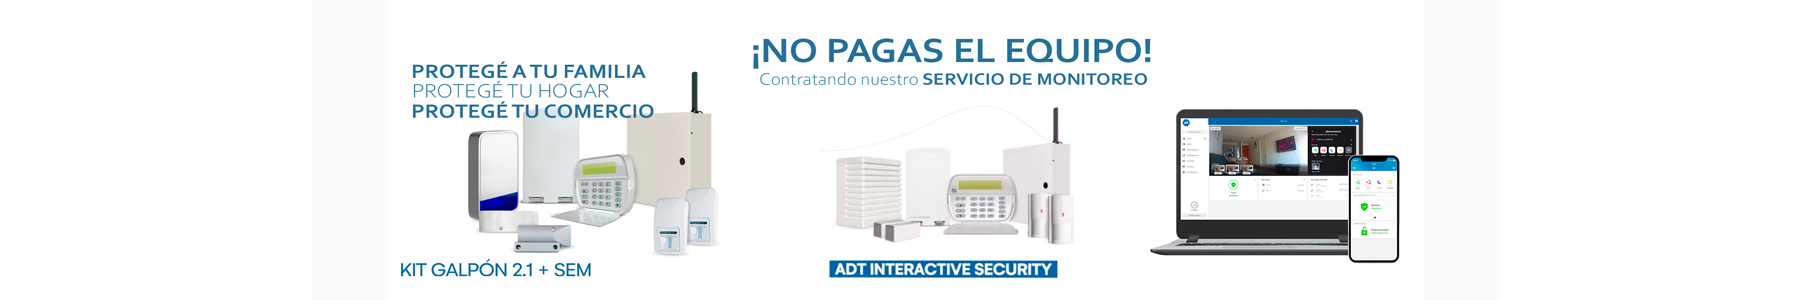 PROTEGÉ A TU FAMILIA
PROTEGÉ TU HOGAR
PROTEGÉ TU COMERCIO
KIT GALPÓN 2.1 + SEM
¡NO PAGAS EL EQUIPO!
Contratando nuestro SERVICIO DE MONITOREO
ADT INTERACTIVE SECURITY